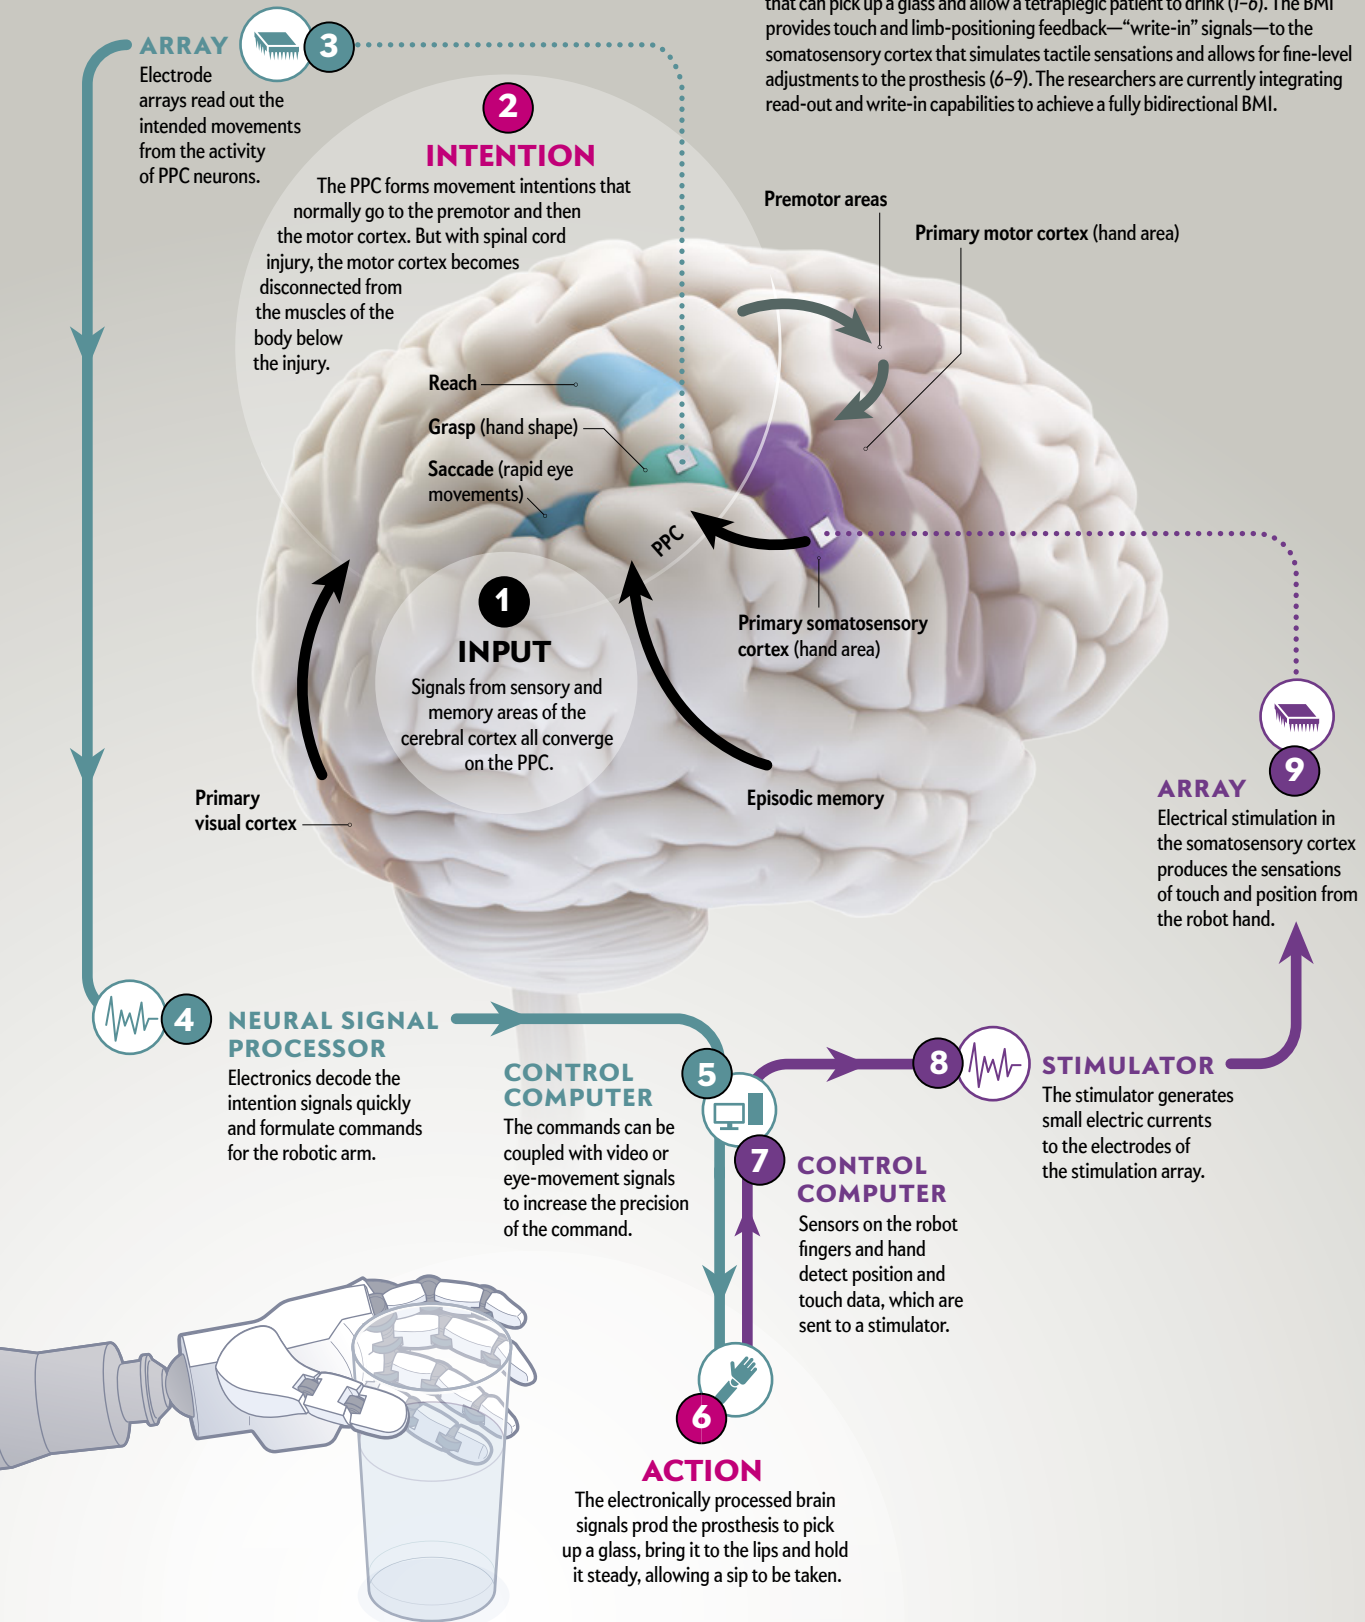 that can pick up a glass and allow a tetraplegic patient to drink (1–6). The BMI
provides touch and limb-positioning feedback—“write-in” signals—to the
somatosensory cortex that simulates tactile sensations and allows for fine-level
adjustments to the prosthesis (6–9). The researchers are currently integrating
read-out and write-in capabilities to achieve a fully bidirectional BMI.
ARRAY
3
Electrode
arrays read out the
intended movements
from the activity
of PPC neurons.
2
INTENTION
The PPC forms movement intentions that
normally go to the premotor and then
the motor cortex. But with spinal cord
injury, the motor cortex becomes
disconnected from
the muscles of the
body below
the injury.
Premotor areas
Primary motor cortex (hand area)
Reach
Grasp (hand shape)
Saccade (rapid eye
movements)
PPC
1
INPUT
Signals from sensory and
memory areas of the
cerebral cortex all converge
on the PPC.
Primary somatosensory
cortex (hand area)
Primary
visual cortex
Episodic memory
9
ARRAY
Electrical stimulation in
the somatosensory cortex
produces the sensations
of touch and position from
the robot hand.
4
NEURAL SIGNAL
PROCESSOR
Electronics decode the
intention signals quickly
and formulate commands
for the robotic arm.
5
CONTROL
COMPUTER
The commands can be
coupled with video or
eye-movement signals
to increase the precision
of the command.
7
CONTROL
COMPUTER
Sensors on the robot
fingers and hand
detect position and
touch data, which are
sent to a stimulator.
8
STIMULATOR
The stimulator generates
small electric currents
to the electrodes of
the stimulation array.
6
ACTION
The electronically processed brain
signals prod the prosthesis to pick
up a glass, bring it to the lips and hold
it steady, allowing a sip to be taken.